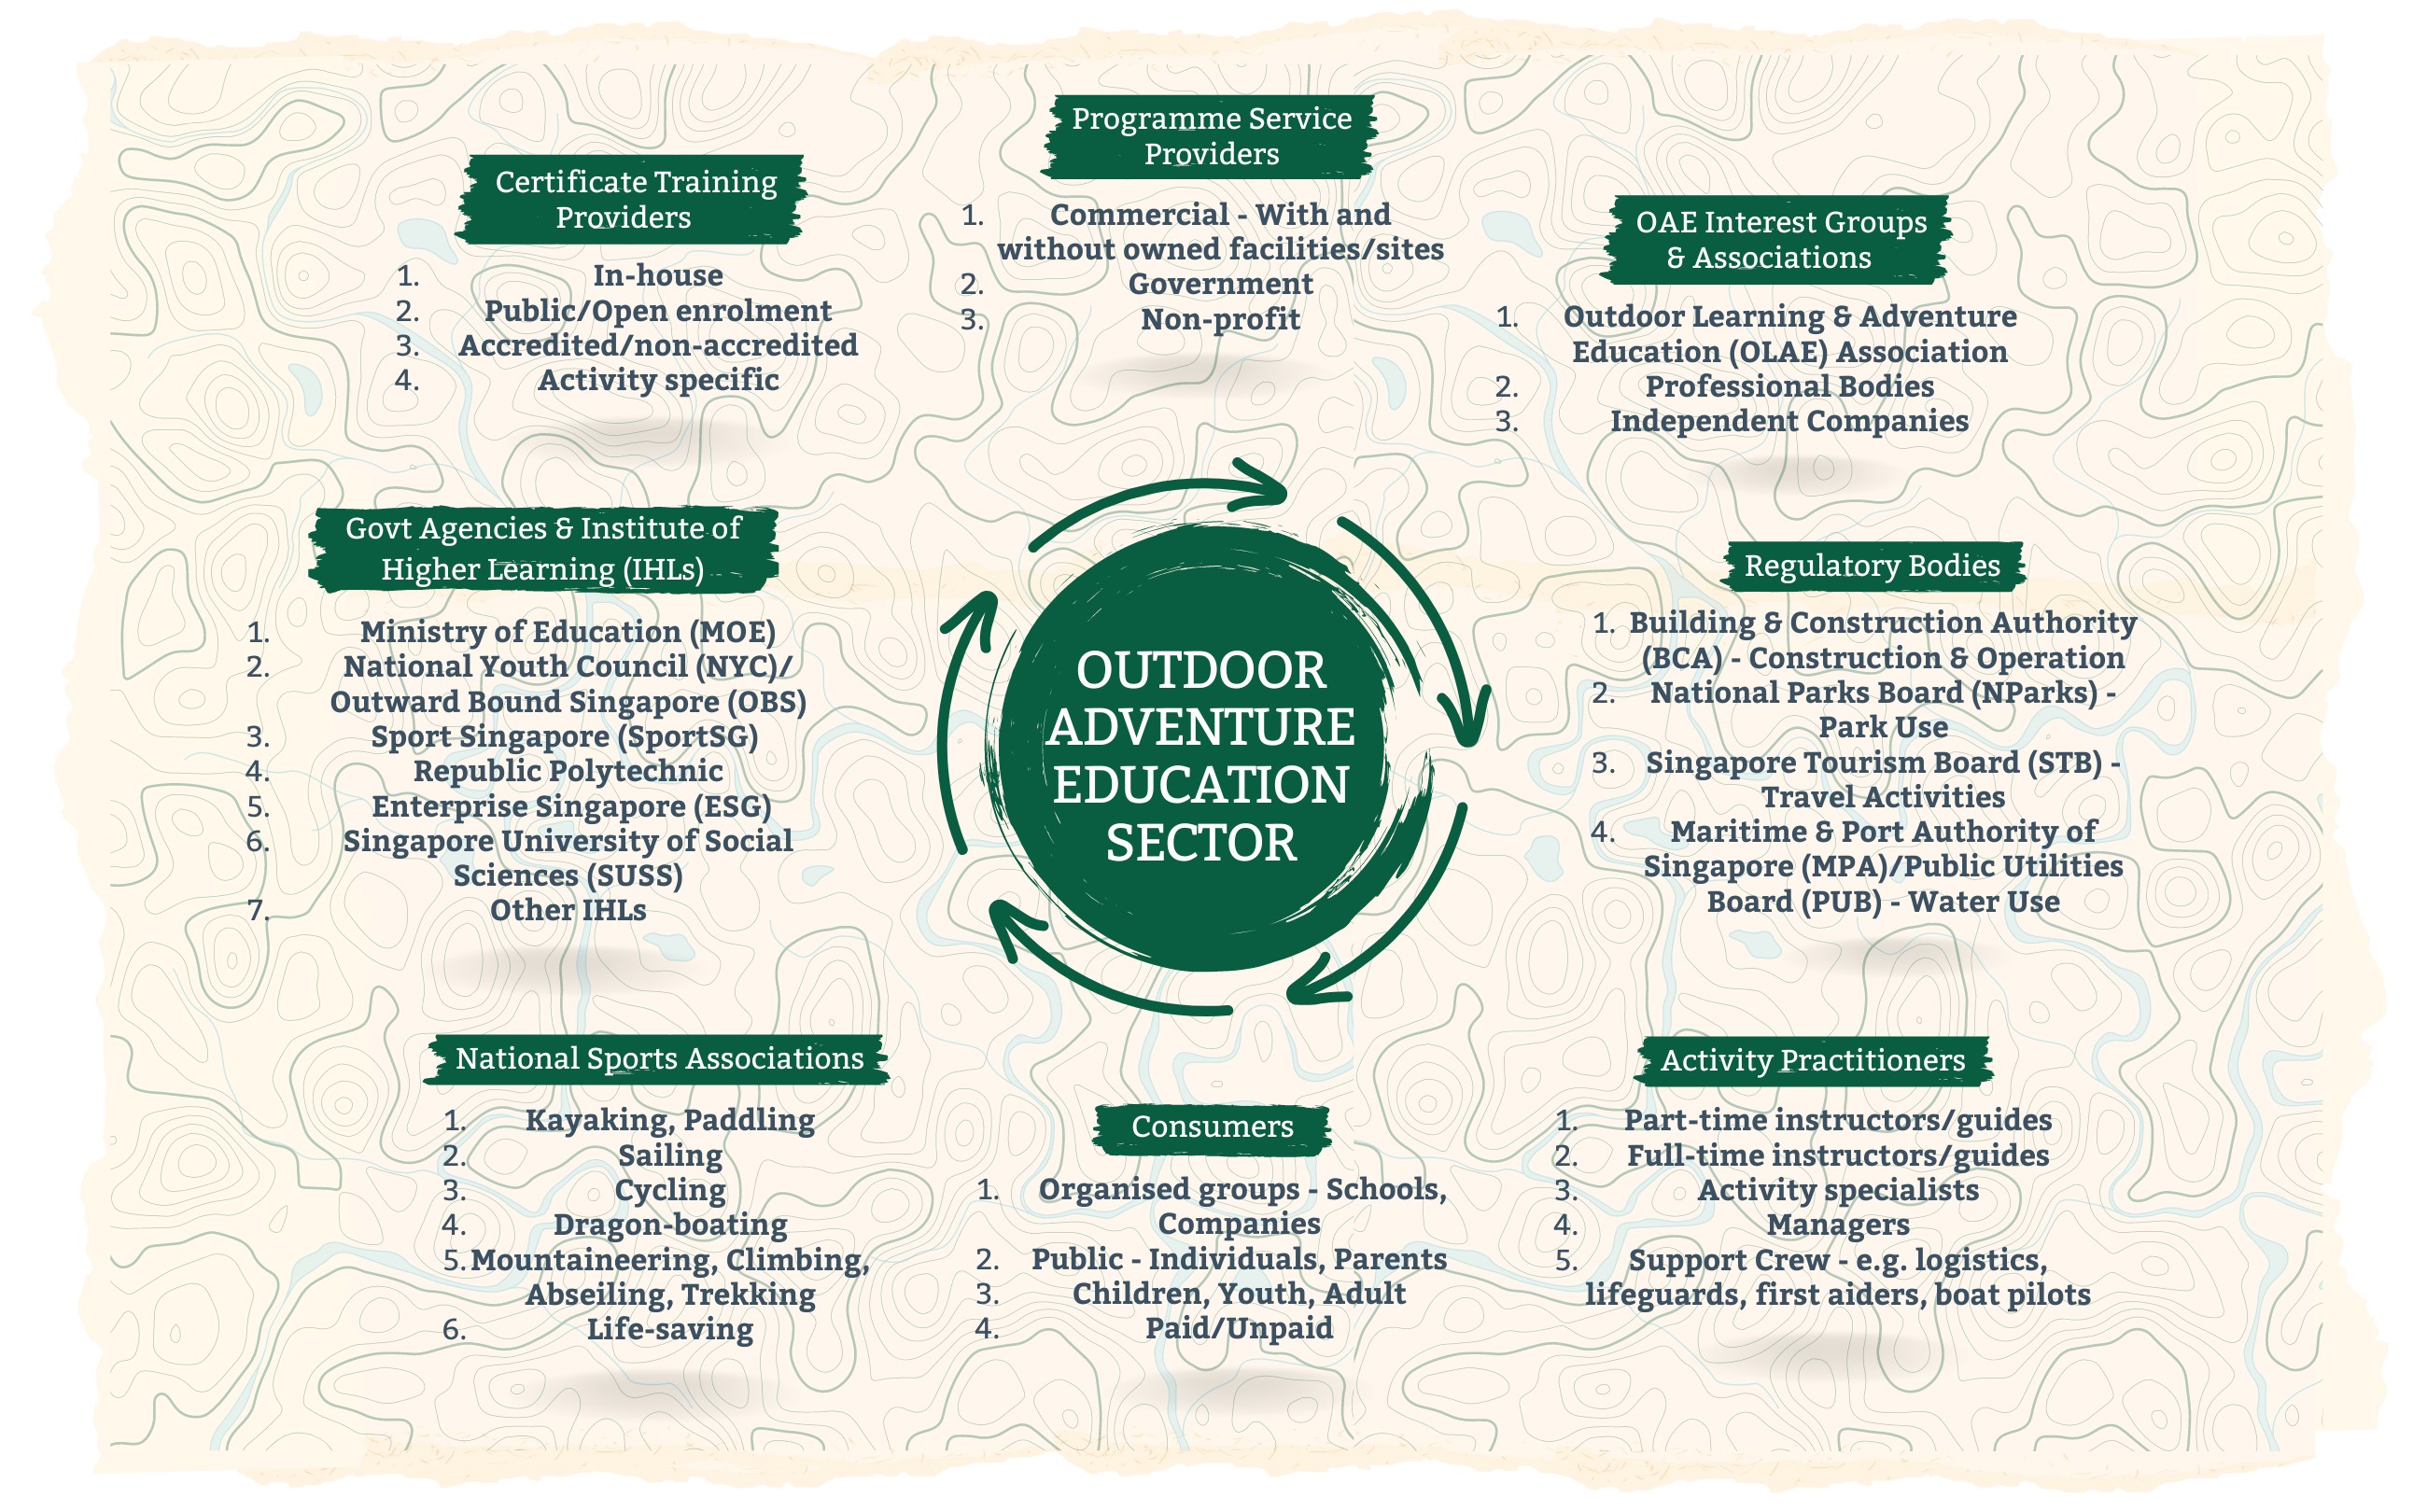 Programme Service
Providers
1. Commercial - With and
without owned facilities/sites
2. Government
3. Non-profit
Certificate Training
Providers
1. In-house
2. Public/Open enrolment
3. Accredited/non-accredited
4. Activity specific
OAE Interest Groups
& Associations
1. Outdoor Learning & Adventure
Education (OLAE) Association
2. Professional Bodies
3. Independent Companies
Govt Agencies & Institute of
Higher Learning (IHLs)
1. Ministry of Education (MOE)
2. National Youth Council (NYC)/
Outward Bound Singapore (OBS)
3. Sport Singapore (SportSG)
4. Republic Polytechnic
5. Enterprise Singapore (ESG)
6. Singapore University of Social
Sciences (SUSS)
7. Other IHLs
OUTDOOR
ADVENTURE
EDUCATION
SECTOR
Regulatory Bodies
1. Building & Construction Authority
(BCA) - Construction & Operation
2. National Parks Board (NParks) -
Park Use
3. Singapore Tourism Board (STB) -
Travel Activities
4. Maritime & Port Authority of
Singapore (MPA)/Public Utilities
Board (PUB) - Water Use
National Sports Associations
1. Kayaking, Paddling
2. Sailing
3. Cycling
4. Dragon-boating
5. Mountaineering, Climbing,
Abseiling, Trekking
6. Life-saving
Consumers
1. Organised groups - Schools,
Companies
2. Public - Individuals, Parents
3. Children, Youth, Adult
4. Paid/Unpaid
Activity Practitioners
1. Part-time instructors/guides
2. Full-time instructors/guides
3. Activity specialists
4. Managers
5. Support Crew - e.g. logistics,
lifeguards, first aiders, boat pilots